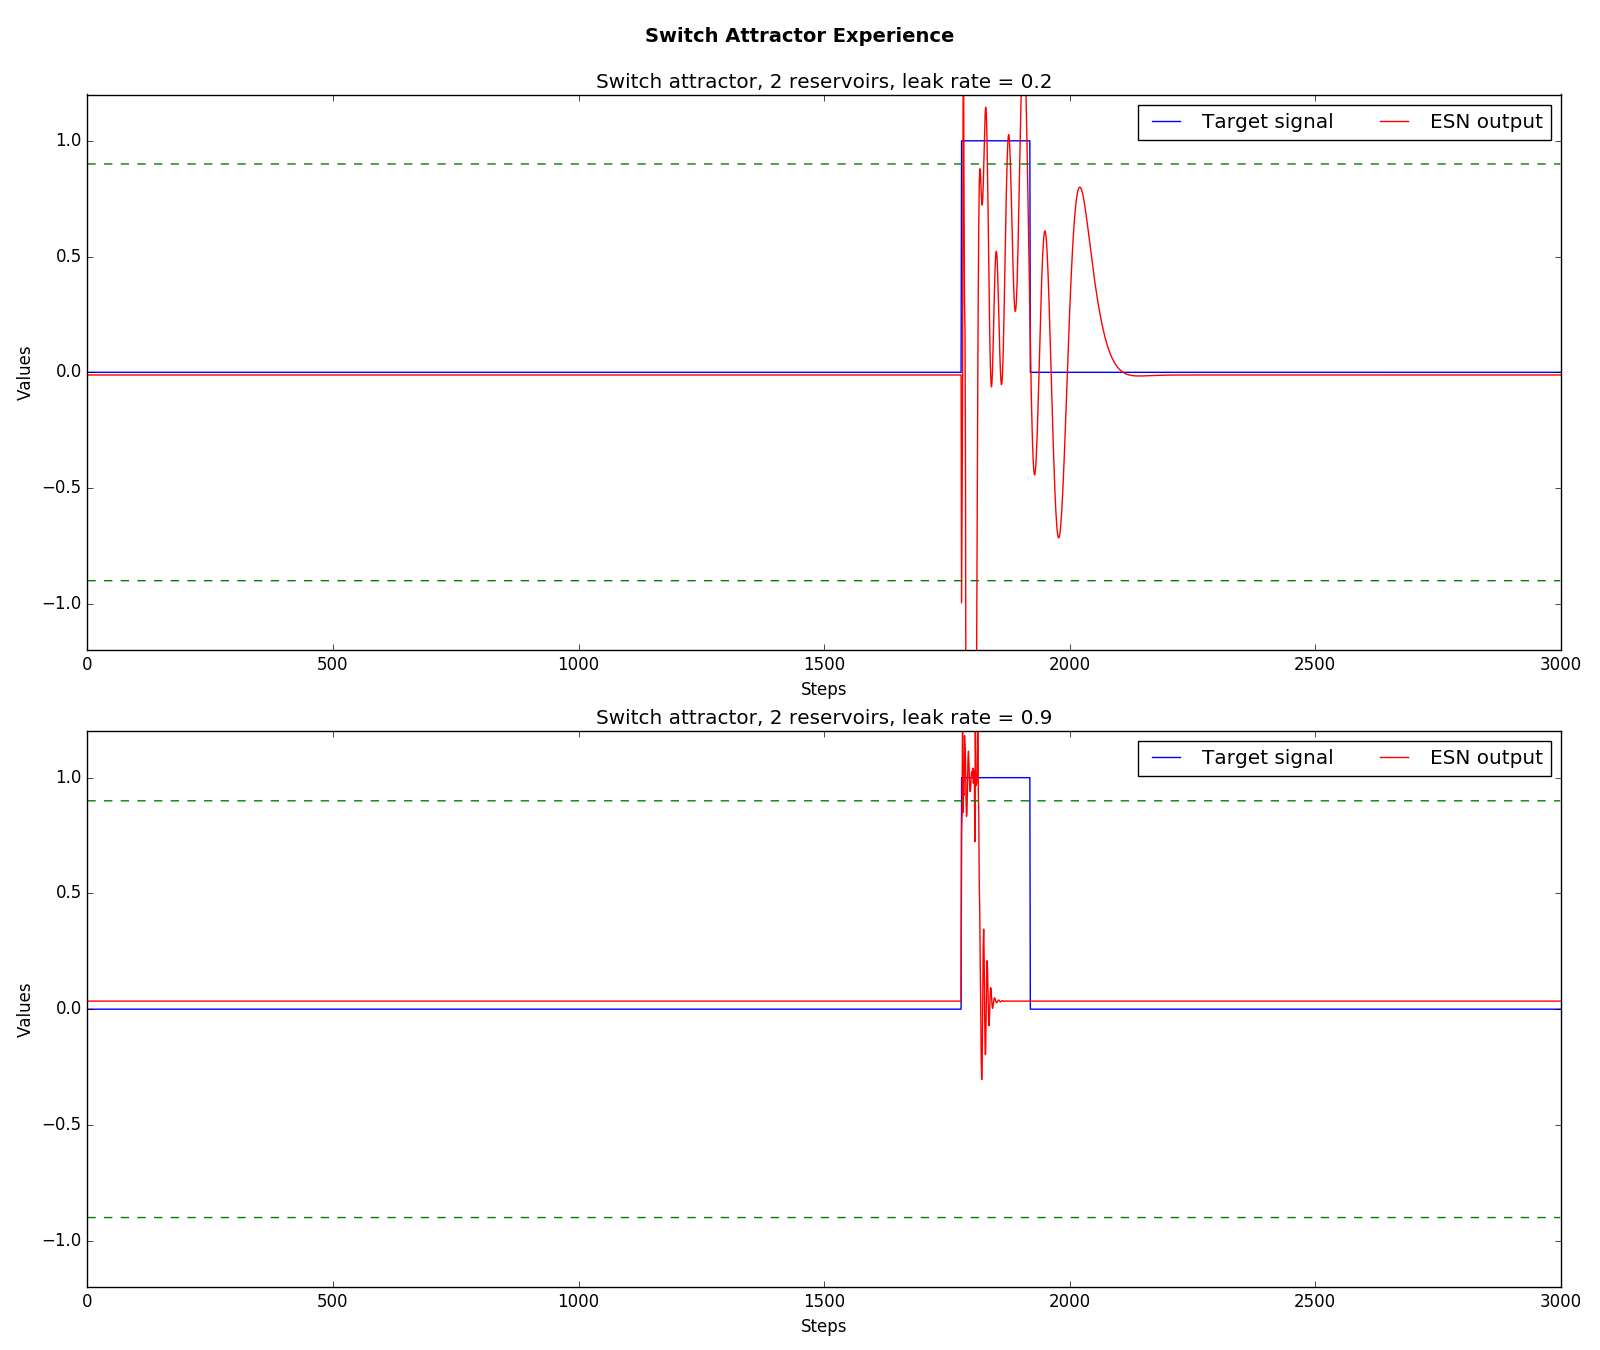 Switch Attractor Experience
Switch attractor, 2 reservoirs, leak rate = 0.2
Target signal ESN output
1.0
0.5
0.0
−0.5
−1.0
Values
0 500 1000 1500 2000 2500 3000
Steps
Switch attractor, 2 reservoirs, leak rate = 0.9
Target signal ESN output
1.0
0.5
0.0
−0.5
−1.0
Values
0 500 1000 1500 2000 2500 3000
Steps